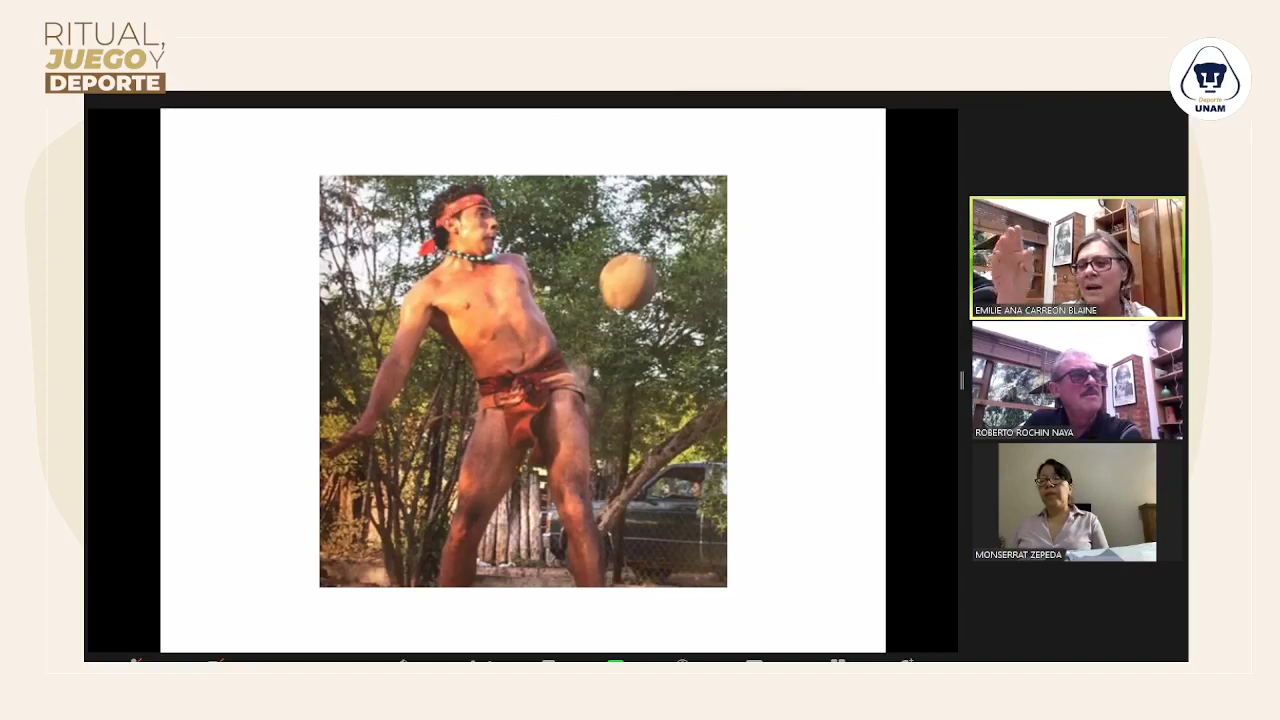 RITUAL,
JUEGO Y
DEPORTE
Deporte
UNAM
EMILIE ANA CARREON BLAINE
ROBERTO ROCHIN NAYA
MONSERRAT ZEPEDA